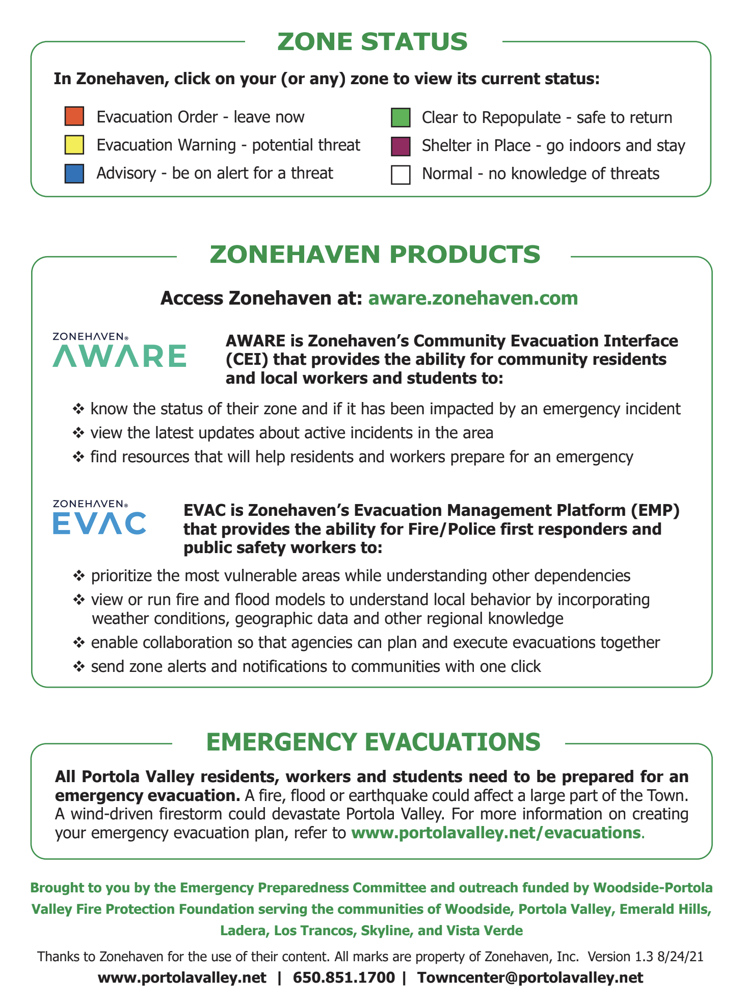 ZONE STATUS
In Zonehaven, click on your (or any) zone to view its current status:
Evacuation Order - leave now
Evacuation Warning - potential threat
Advisory - be on alert for a threat
Clear to Repopulate - safe to return
Shelter in Place - go indoors and stay
Normal - no knowledge of threats
ZONEHAVEN PRODUCTS
Access Zonehaven at: aware.zonehaven.com
ZONEHAVEN®
AWARE
AWARE is Zonehaven’s Community Evacuation Interface
(CEI) that provides the ability for community residents
and local workers and students to:
❖ know the status of their zone and if it has been impacted by an emergency incident
❖ view the latest updates about active incidents in the area
❖ find resources that will help residents and workers prepare for an emergency
ZONEHAVEN®
EVAC
EVAC is Zonehaven’s Evacuation Management Platform (EMP)
that provides the ability for Fire/Police first responders and
public safety workers to:
❖ prioritize the most vulnerable areas while understanding other dependencies
❖ view or run fire and flood models to understand local behavior by incorporating
weather conditions, geographic data and other regional knowledge
❖ enable collaboration so that agencies can plan and execute evacuations together
❖ send zone alerts and notifications to communities with one click
EMERGENCY EVACUATIONS
All Portola Valley residents, workers and students need to be prepared for an
emergency evacuation. A fire, flood or earthquake could affect a large part of the Town.
A wind-driven firestorm could devastate Portola Valley. For more information on creating
your emergency evacuation plan, refer to www.portolavalley.net/evacuations.
Brought to you by the Emergency Preparedness Committee and outreach funded by Woodside-Portola
Valley Fire Protection Foundation serving the communities of Woodside, Portola Valley, Emerald Hills,
Ladera, Los Trancos, Skyline, and Vista Verde
Thanks to Zonehaven for the use of their content. All marks are property of Zonehaven, Inc. Version 1.3 8/24/21
www.portolavalley.net | 650.851.1700 | Towncenter@portolavalley.net